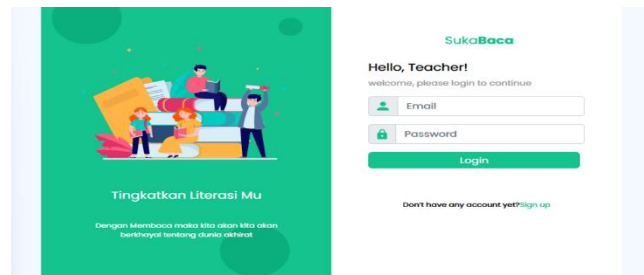 Tingkatkan Literasi Mu
Dengan Membaca maka kita akan kita akan
berkhayal tentang dunia akhirat
SukaBaca
Hello, Teacher!
welcome, please login to continue
Email
Password
Login
Don't have any account yet?Sign up